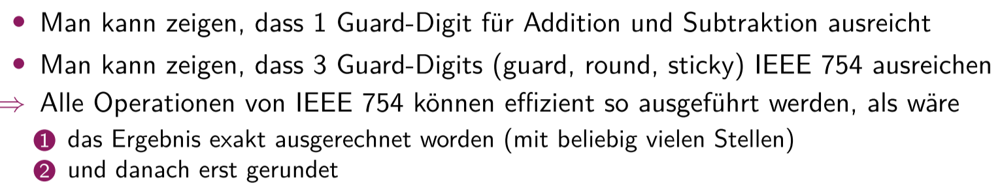 • Man kann zeigen, dass 1 Guard-Digit für Addition und Subtraktion ausreicht
• Man kann zeigen, dass 3 Guard-Digits (guard, round, sticky) IEEE 754 ausreichen
⇒ Alle Operationen von IEEE 754 können effizient so ausgeführt werden, als wäre
1 das Ergebnis exakt ausgerechnet worden (mit beliebig vielen Stellen)
2 und danach erst gerundet